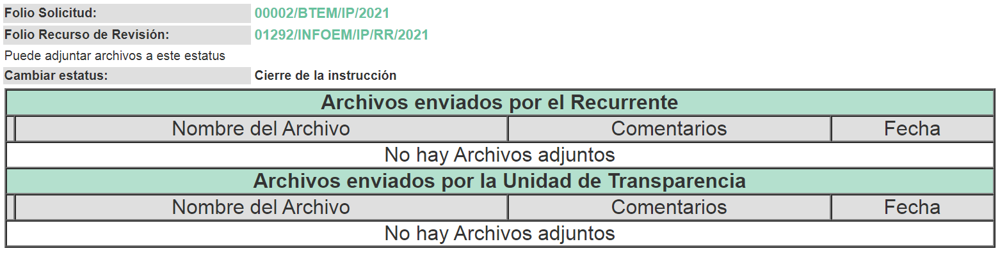 Folio Solicitud: 00002/BTEM/IP/2021
Folio Recurso de Revisión: 01292/INFOEM/IP/RR/2021
Puede adjuntar archivos a este estatus
Cambiar estatus: Cierre de la instrucción
Archivos enviados por el Recurrente
Nombre del Archivo Comentarios Fecha
No hay Archivos adjuntos
Archivos enviados por la Unidad de Transparencia
Nombre del Archivo Comentarios Fecha
No hay Archivos adjuntos